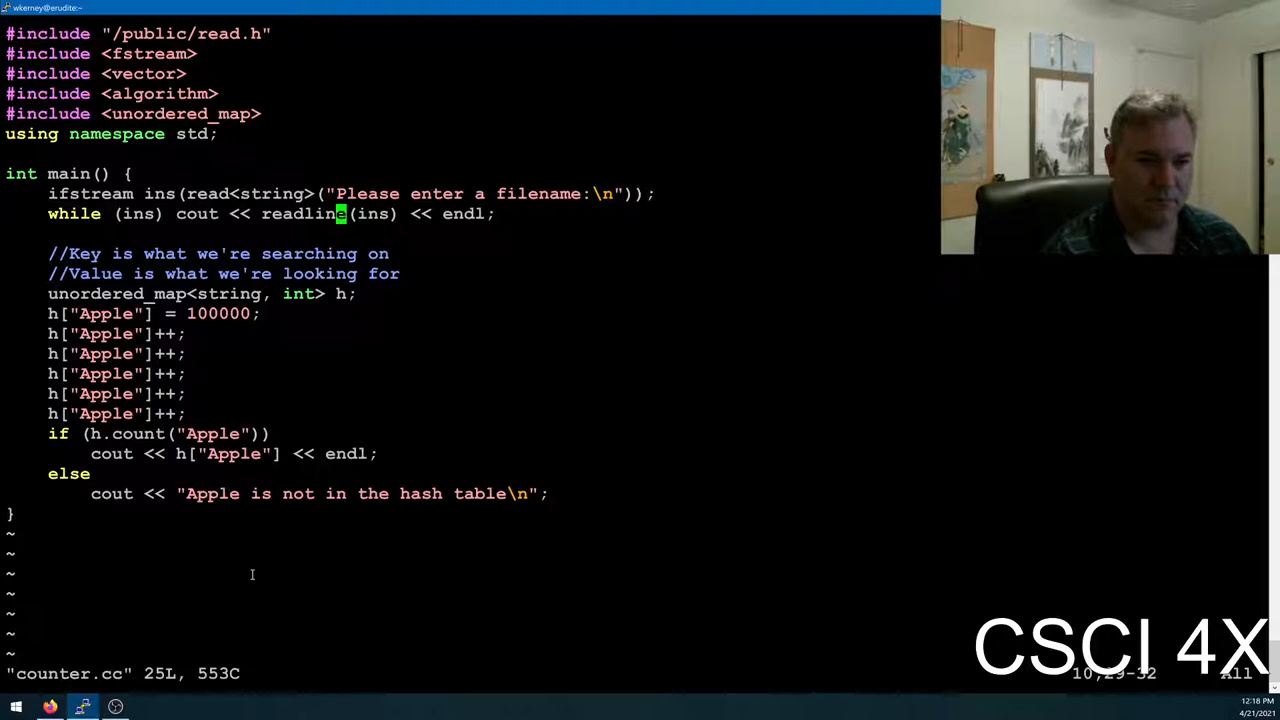 wkerney@erudite:~
#include "/public/read.h"
#include <fstream>
#include <vector>
#include <algorithm>
#include <unordered_map>
using namespace std;
int main() {
ifstream ins(read<string>("Please enter a filename:\n"));
while (ins) cout << readline(ins) << endl;
//Key is what we're searching on
//Value is what we're looking for
unordered_map<string, int> h;
h["Apple"] = 100000;
h["Apple"]++;
h["Apple"]++;
h["Apple"]++;
h["Apple"]++;
h["Apple"]++;
if (h.count("Apple"))
cout << h["Apple"] << endl;
else
cout << "Apple is not in the hash table\n";
}
~
~
~
~
~
~
~
CSCI 4X
"counter.cc" 25L, 553C 10,29-32 All
12:18 PM
4/21/2021